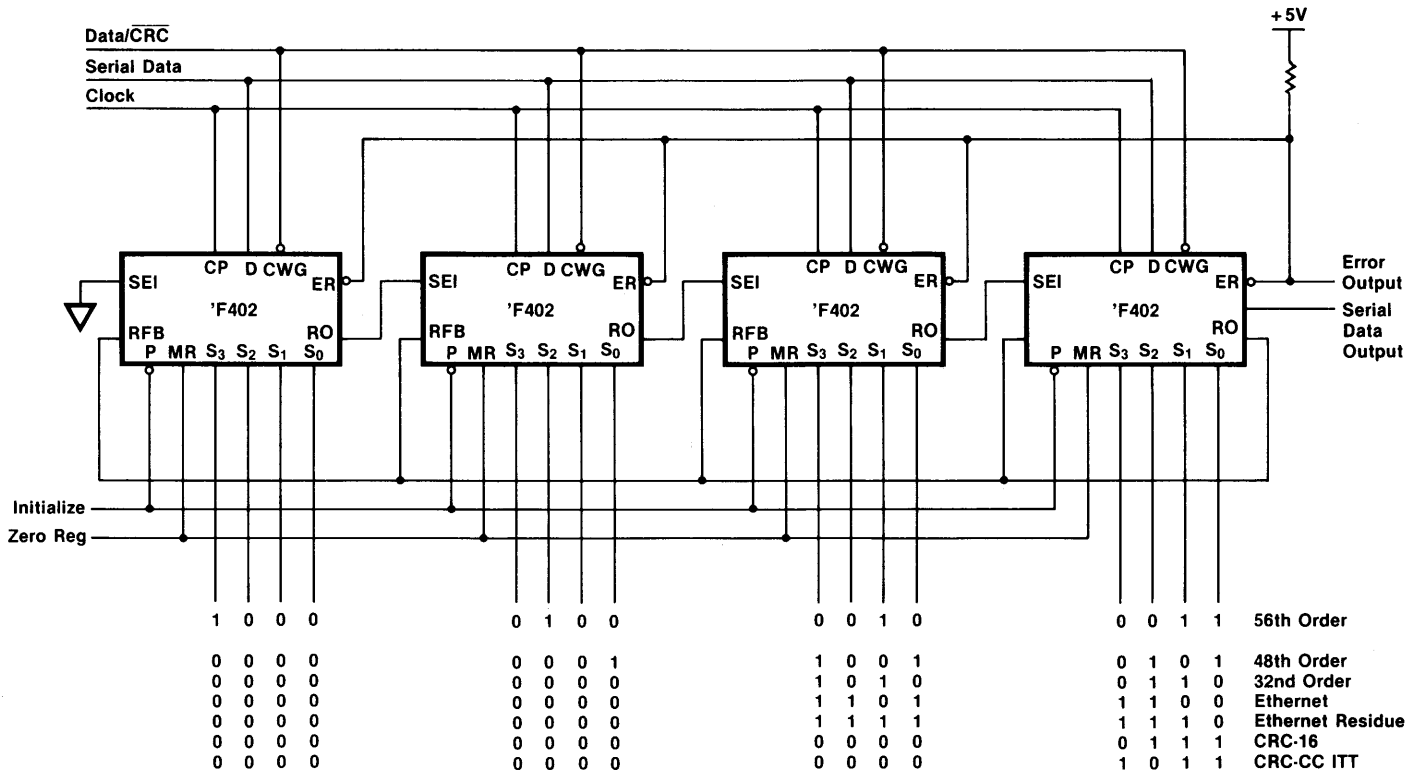 +5V
Data/CRC
Serial Data
Clock
CP D CWG
SEI ER
'F402
RFB RO
P MR S3 S2 S1 S0
CP D CWG
SEI ER
'F402
RFB RO
P MR S3 S2 S1 S0
CP D CWG
SEI ER
'F402
RFB RO
P MR S3 S2 S1 S0
CP D CWG
SEI ER
'F402
RO
P MR S3 S2 S1 S0
Error
Output
Serial
Data
Output
Initialize
Zero Reg
1 0 0 0 0 1 0 0 0 0 1 0 0 0 1 1 56th Order
0 0 0 0 0 0 0 1 1 0 0 1 0 1 0 1 48th Order
0 0 0 0 0 0 0 0 1 0 1 0 0 1 1 0 32nd Order
0 0 0 0 0 0 0 0 1 1 0 1 1 1 0 0 Ethernet
0 0 0 0 0 0 0 0 1 1 1 1 1 1 1 0 Ethernet Residue
0 0 0 0 0 0 0 0 0 0 0 0 0 1 1 1 CRC-16
0 0 0 0 0 0 0 0 0 0 0 0 1 0 1 1 CRC-CC ITT